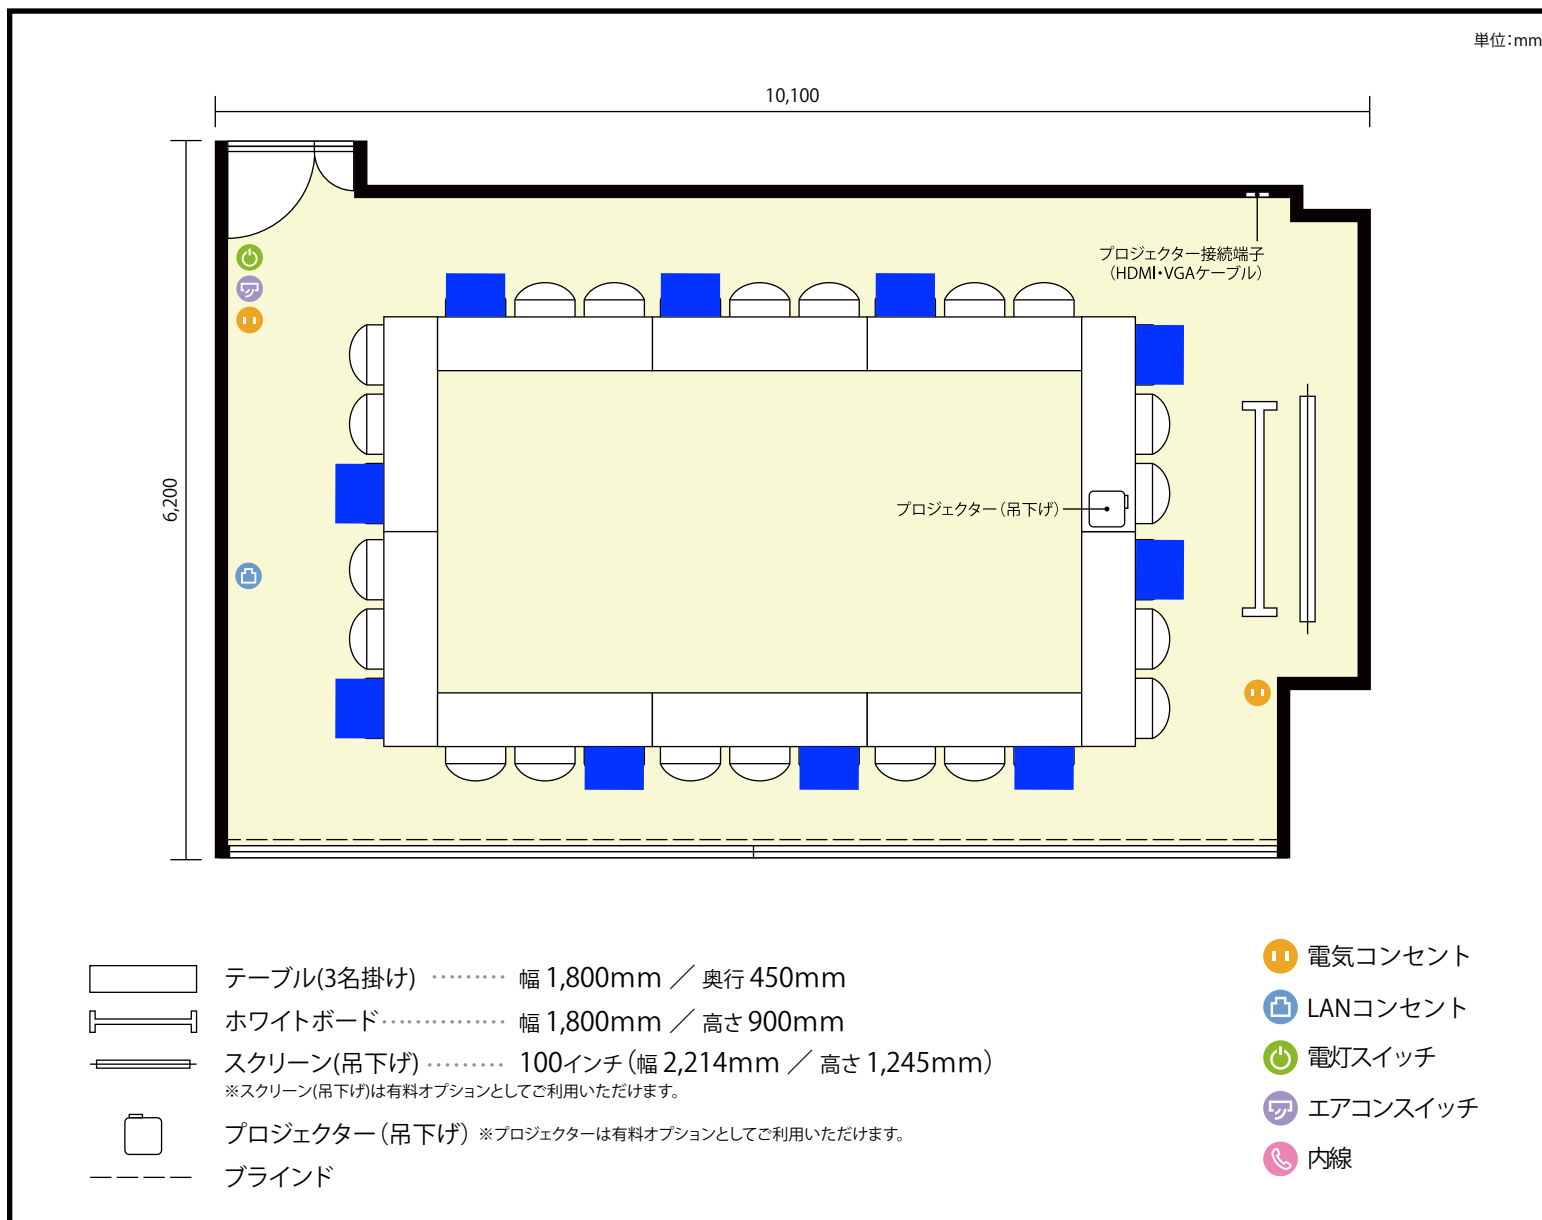 単位：mm
10,100
6,200
プロジェクター接続端子
（HDMI・VGAケーブル）
プロジェクター（吊下げ）
テーブル(3名掛け) ‥‥‥‥‥ 幅 1,800mm ／ 奥行 450mm
ホワイトボード‥‥‥‥‥‥‥ 幅 1,800mm ／ 高さ 900mm
スクリーン(吊下げ) ‥‥‥‥‥ 100インチ（幅 2,214mm ／ 高さ 1,245mm）
※スクリーン(吊下げ)は有料オプションとしてご利用いただけます。
プロジェクター（吊下げ） ※プロジェクターは有料オプションとしてご利用いただけます。
ブラインド
電気コンセント
LANコンセント
電灯スイッチ
エアコンスイッチ
内線